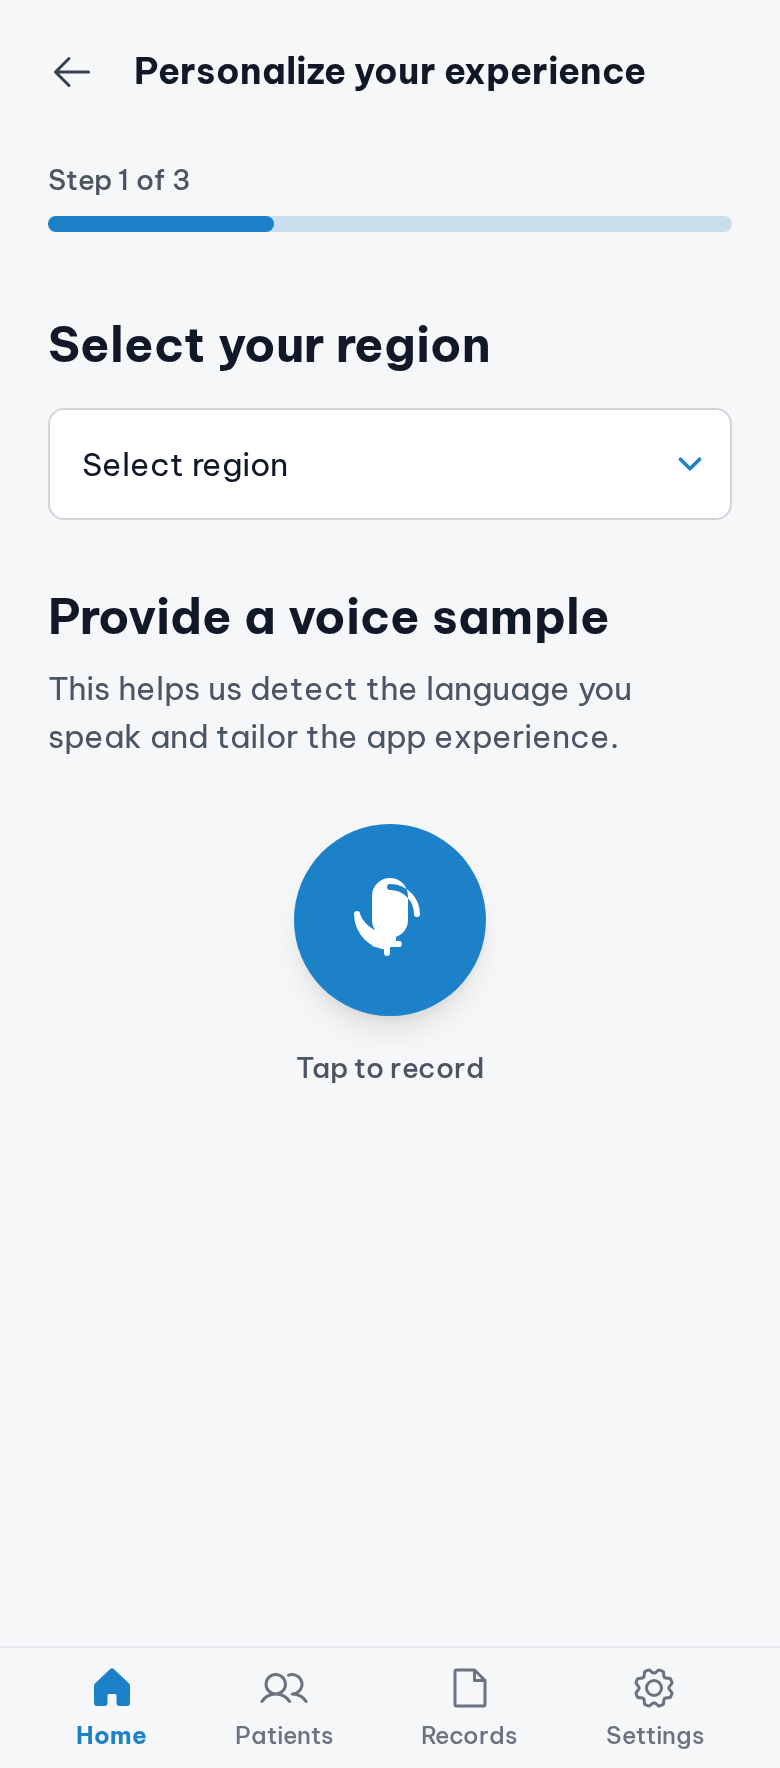 Personalize your experience
Step 1 of 3
Select your region
Select region
Provide a voice sample
This helps us detect the language you
speak and tailor the app experience.
Tap to record
Home
Patients
Records
Settings